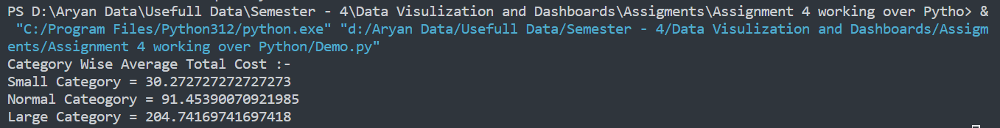 PS D:\Aryan Data\Usefull Data\Semester - 4\Data Visulization and Dashboards\Assigments\Assignment 4 working over Pytho> &
"C:/Program Files/Python312/python.exe" "d:/Aryan Data/Usefull Data/Semester - 4/Data Visulization and Dashboards/Assigm
ents/Assignment 4 working over Python/Demo.py"
Category Wise Average Total Cost :-
Small Category = 30.272727272727273
Normal Cateogory = 91.45390070921985
Large Category = 204.74169741697418